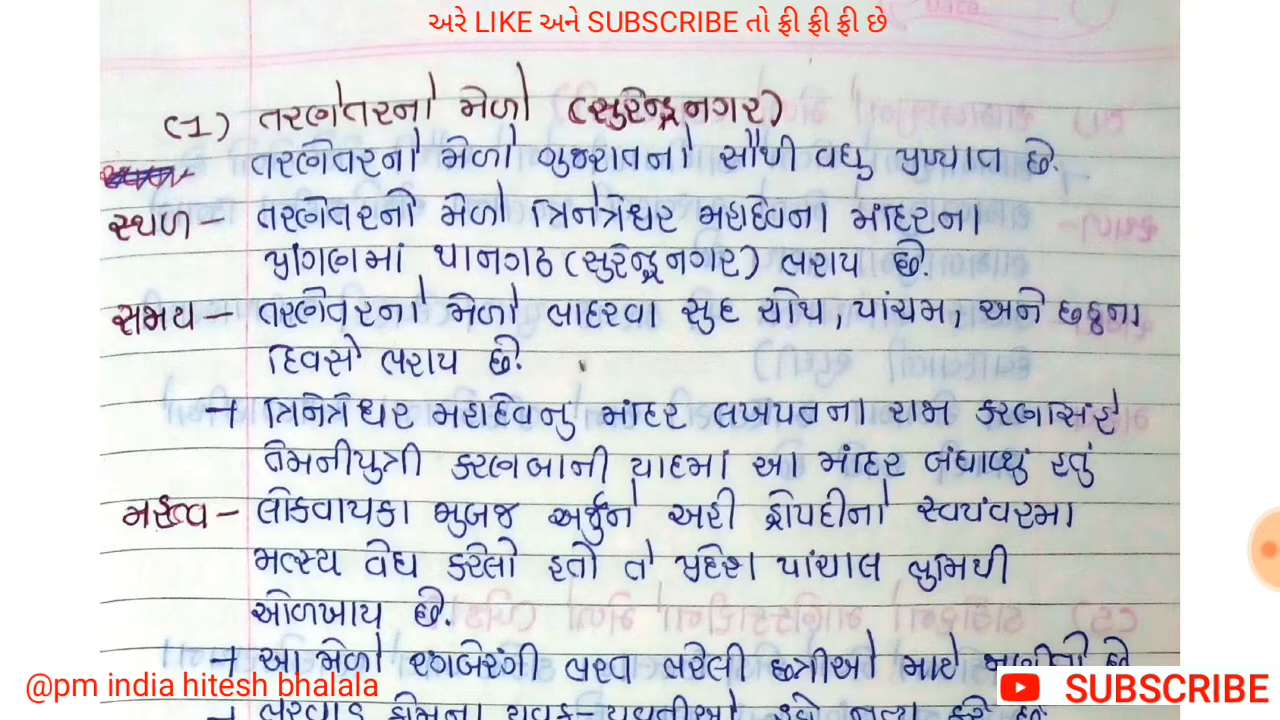 અરે LIKE અને SUBSCRIBE તો ફ્રી ફ્રી ફ્રી છે
(1) તરણેતરનો મેળો (સુરેન્દ્રનગર)
તરણેતરનો મેળો ગુજરાતનો સૌથી વધુ પ્રખ્યાત છે.
સ્થળ - તરણેતરનો મેળો ત્રિનેત્રેશ્વર મહાદેવના મંદિરના
પ્રાંગણમાં, થાનગઢ (સુરેન્દ્રનગર) ભરાય છે.
સમય - તરણેતરનો મેળો ભાદરવા સુદ ચોથ, પાંચમ, અને છઠ્ઠના
દિવસે ભરાય છે.
→ ત્રિનેત્રેશ્વર મહાદેવનું મંદિર લખપતના રાજા કરણસિંહે
તેમનીપુત્રી કરણબાની યાદમાં આ મંદિર બંધાવ્યું હતું
મહત્વ - લોકવાયકા મુબજ અર્જુને અહી દ્રૌપદીનો સ્વયંવરમા
મત્સ્ય વેધ કરેલો હતો તે પ્રદેશ પાંચાલ ભુમિથી
ઓળખાય છે.
→ આ મેળો રંગબેરંગી ભરત ભરેલી છત્રીઓ માટે જાણીતો છે
@pm india hitesh bhalala
SUBSCRIBE